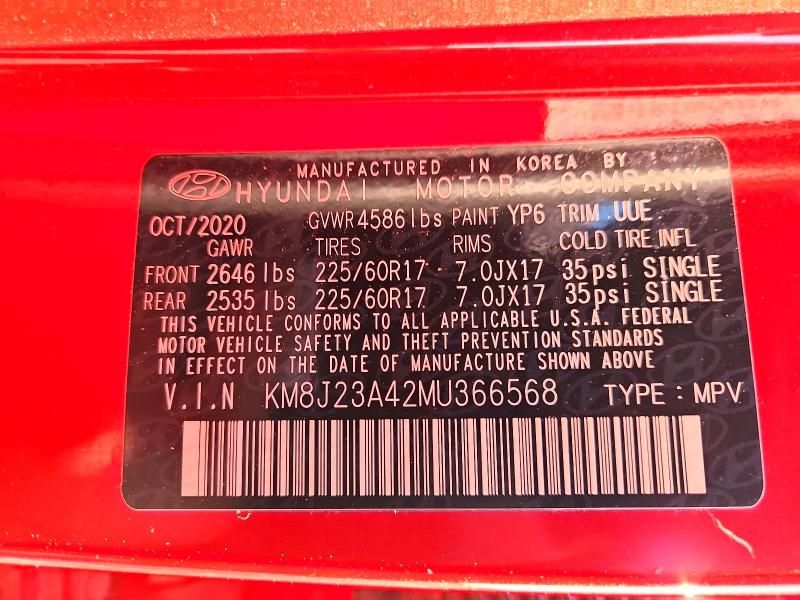 MANUFACTURED IN KOREA BY
HYUNDAI MOTOR COMPANY
OCT/2020 GVWR 4586 lbs PAINT YP6 TRIM UUE
GAWR TIRES RIMS COLD TIRE INFL
FRONT 2646 lbs 225/60R17 - 7.0JX17 35psi SINGLE
REAR 2535 lbs 225/60R17 7.0JX17 35psi SINGLE
THIS VEHICLE CONFORMS TO ALL APPLICABLE U.S.A. FEDERAL
MOTOR VEHICLE SAFETY AND THEFT PREVENTION STANDARDS
IN EFFECT ON THE DATE OF MANUFACTURE SHOWN ABOVE
V.I.N KM8J23A42MU366568 TYPE : MPV